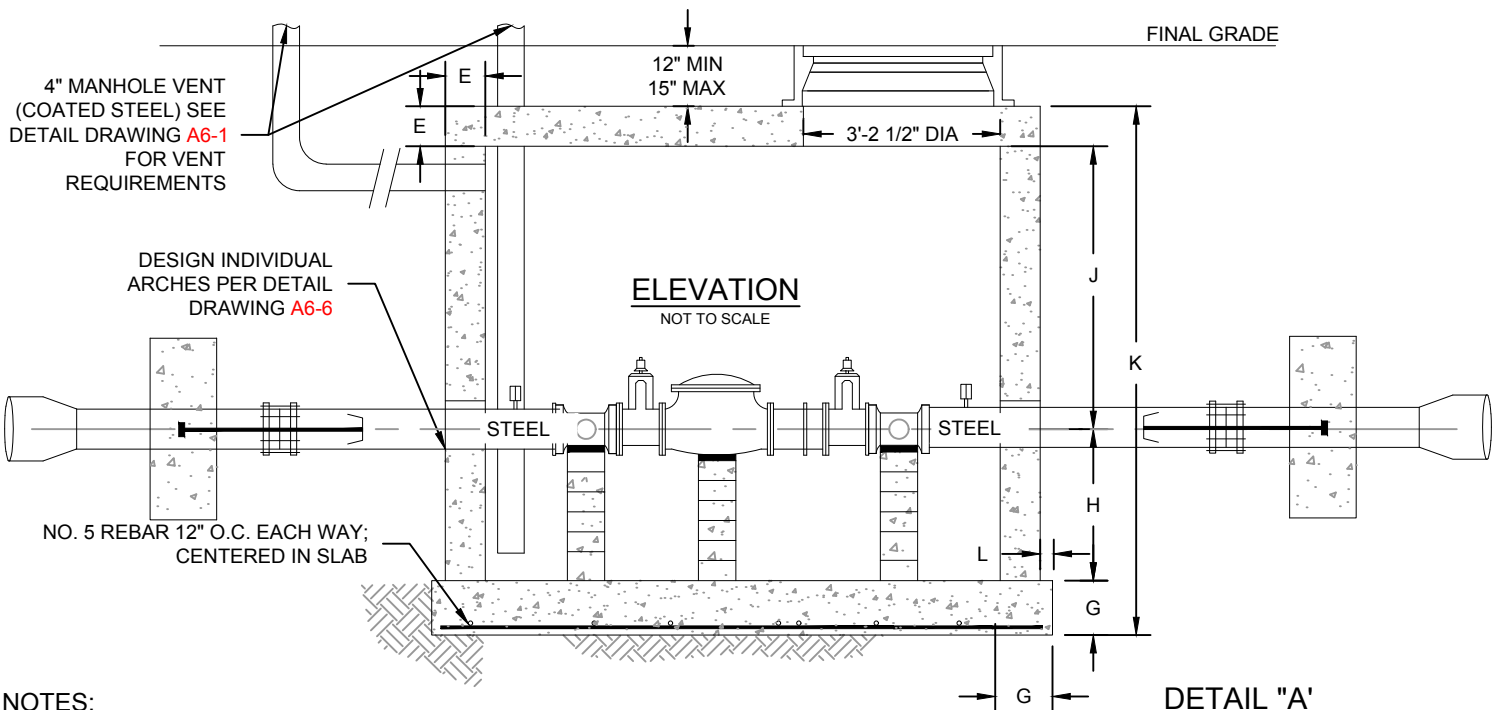 FINAL GRADE
4" MANHOLE VENT
(COATED STEEL) SEE
DETAIL DRAWING A6-1
FOR VENT
REQUIREMENTS
E
E
12" MIN
15" MAX
3'-2 1/2" DIA
DESIGN INDIVIDUAL
ARCHES PER DETAIL
DRAWING A6-6
ELEVATION
NOT TO SCALE
J
K
STEEL
STEEL
H
NO. 5 REBAR 12" O.C. EACH WAY;
CENTERED IN SLAB
L
G
G
NOTES:
DETAIL "A'